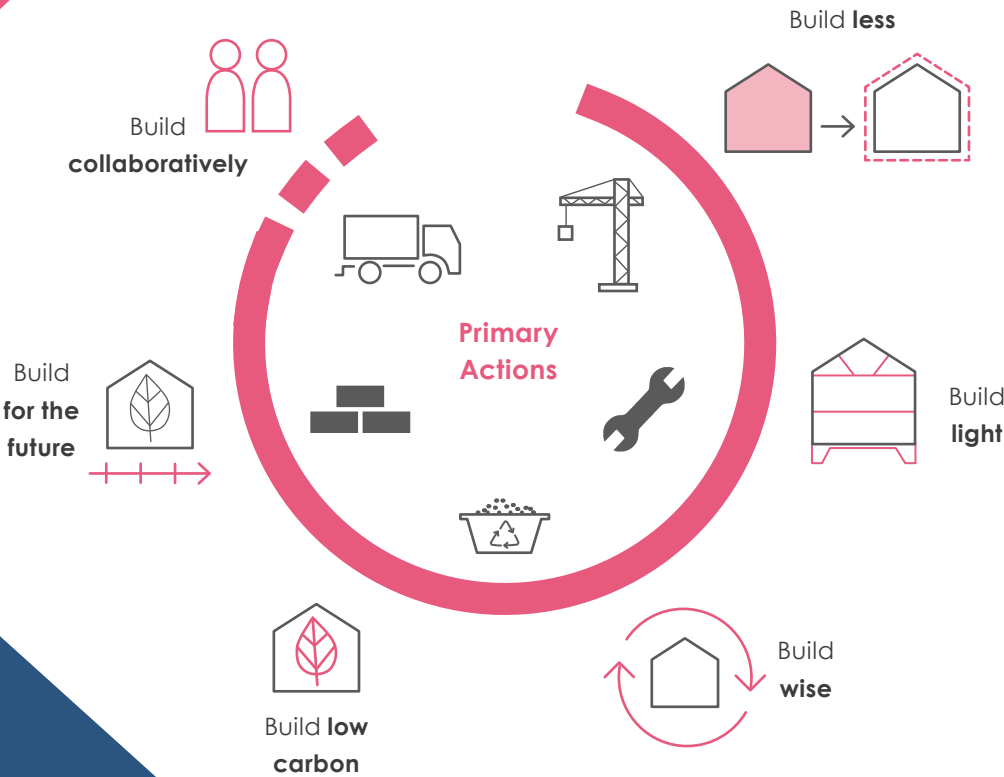 Build less
Build
collaboratively
Primary
Actions
Build
for the
future
Build
light
Build
wise
Build low
carbon